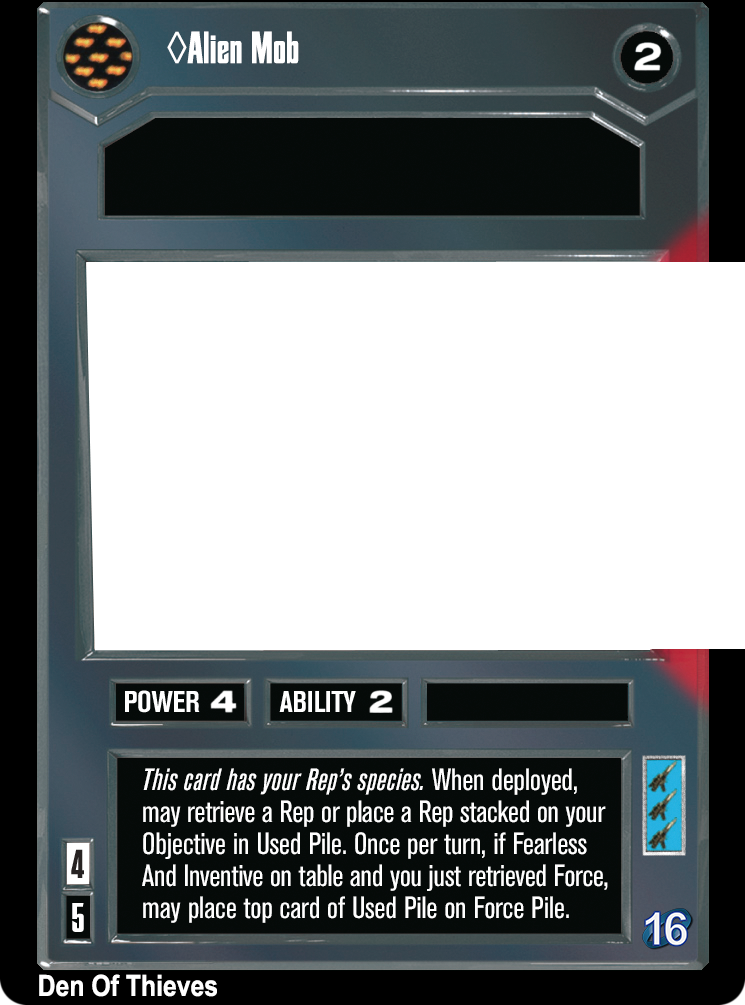 ◊Alien Mob
2
POWER 4 ABILITY 2
This card has your Rep's species. When deployed,
may retrieve a Rep or place a Rep stacked on your
Objective in Used Pile. Once per turn, if Fearless
And Inventive on table and you just retrieved Force,
may place top card of Used Pile on Force Pile.
4
5
16
Den Of Thieves